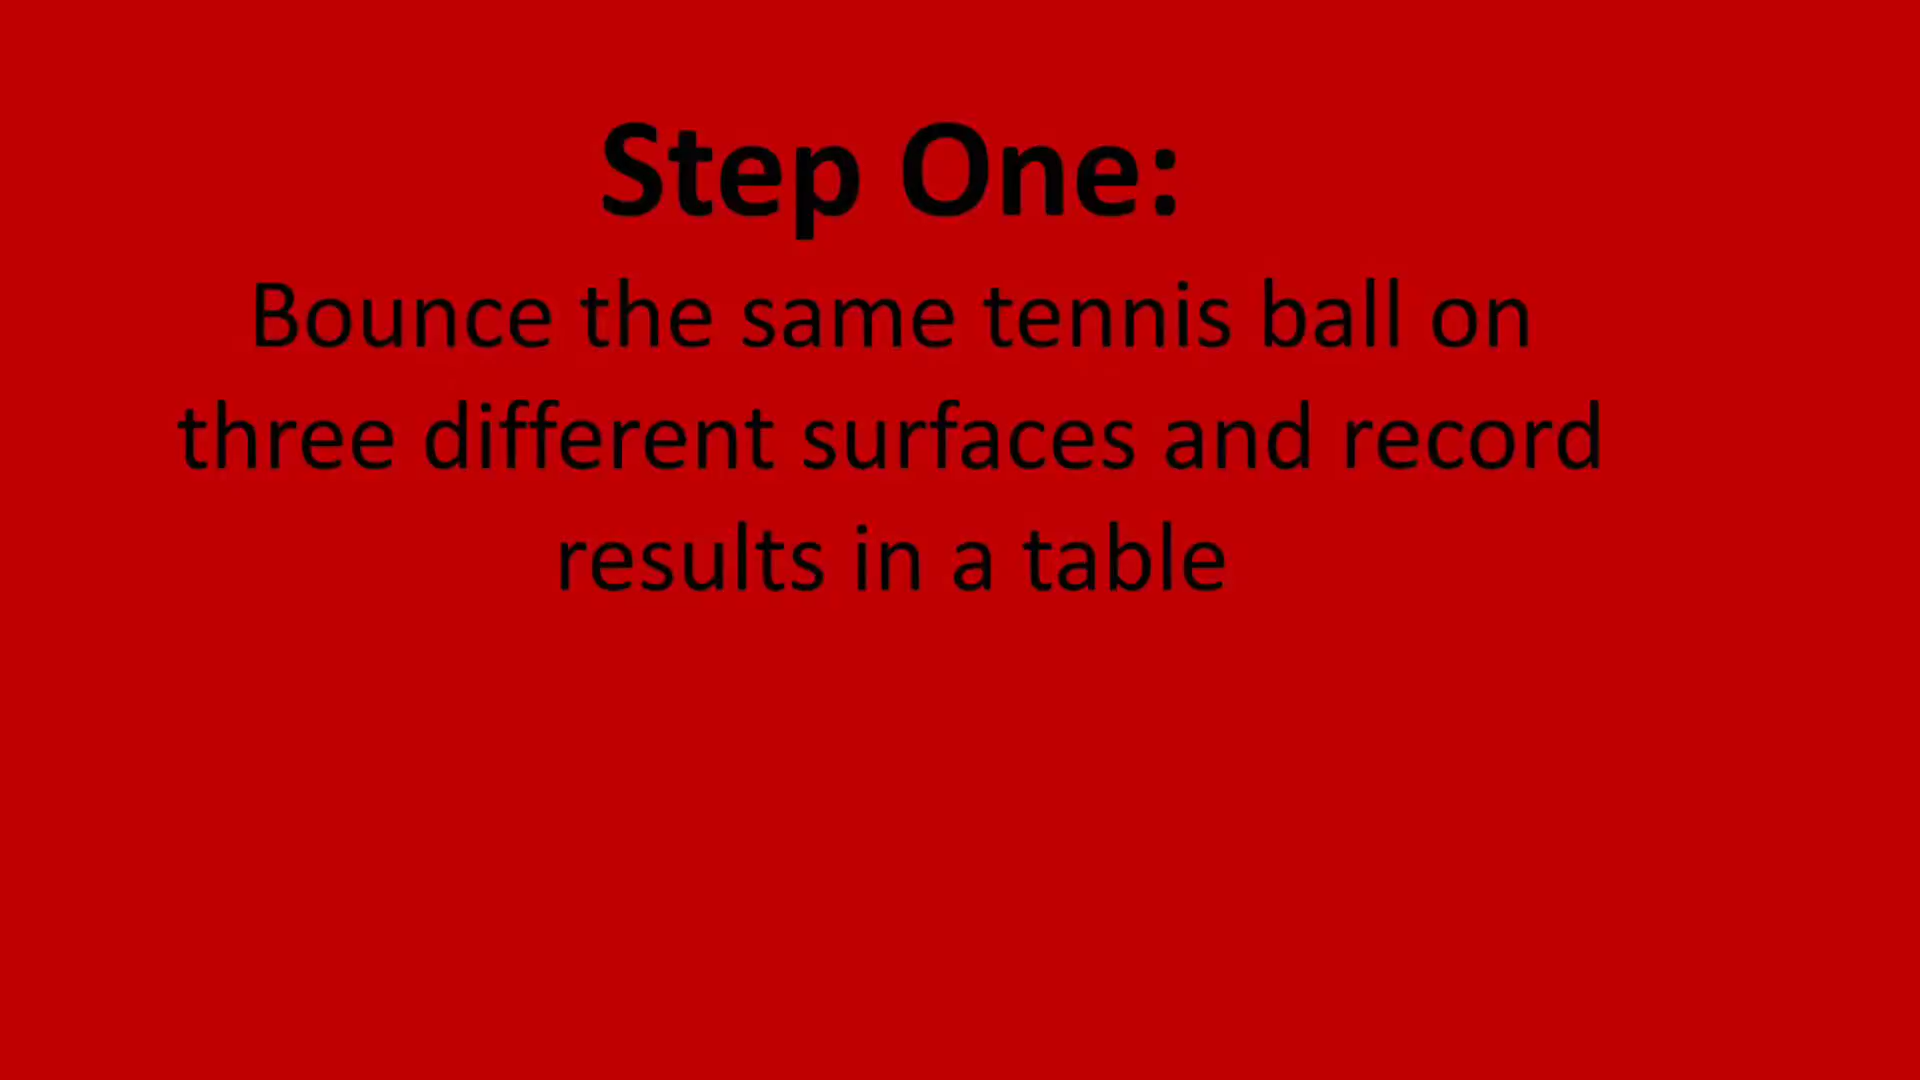 Step One:
Bounce the same tennis ball on
three different surfaces and record
results in a table